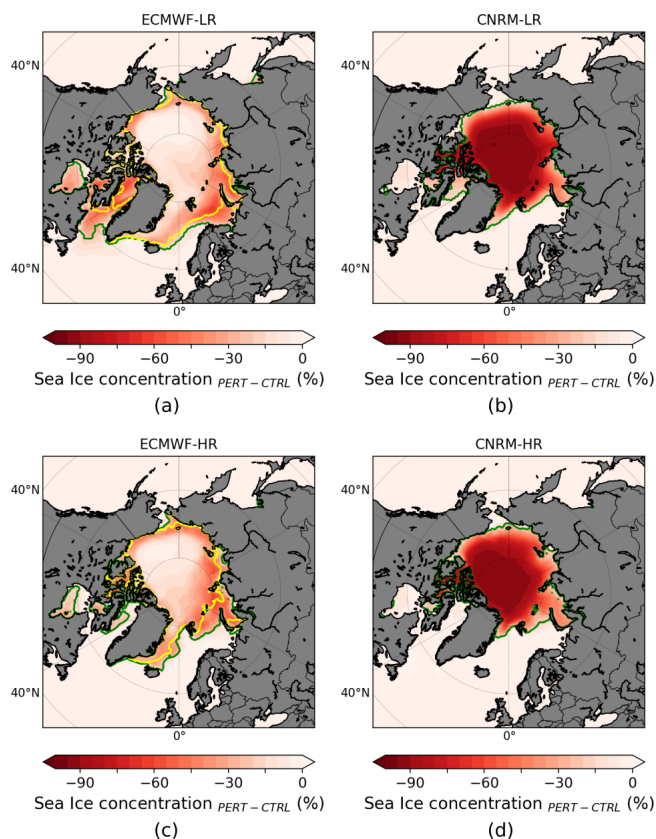 ECMWF-LR
CNRM-LR
40°N
40°N
40°N
40°N
0°
0°
−90 −60 −30 0
−90 −60 −30 0
Sea Ice concentration PERT−CTRL (%)
Sea Ice concentration PERT−CTRL (%)
(a)
(b)
ECMWF-HR
CNRM-HR
40°N
40°N
40°N
40°N
0°
0°
−90 −60 −30 0
−90 −60 −30 0
Sea Ice concentration PERT−CTRL (%)
Sea Ice concentration PERT−CTRL (%)
(c)
(d)